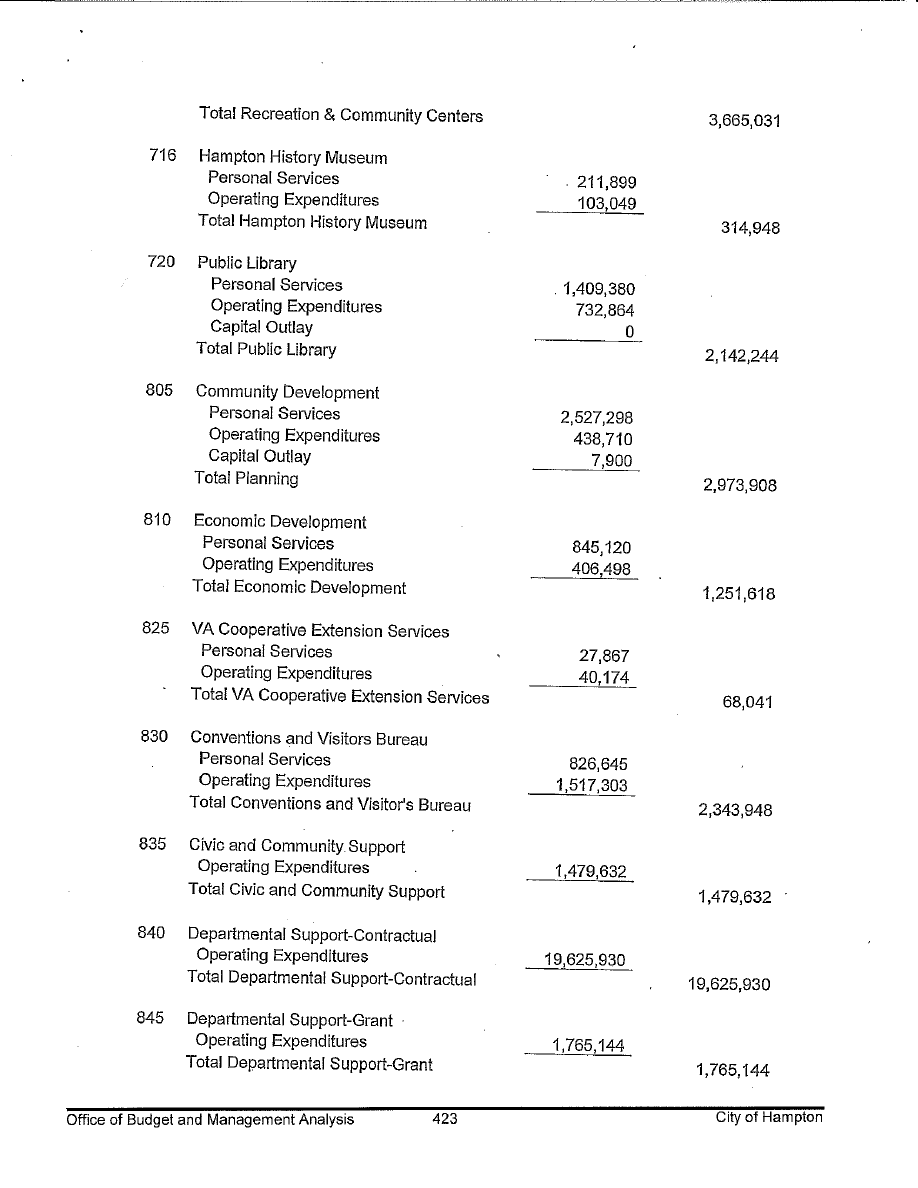 Total Recreation & Community Centers 3,665,031
716 Hampton History Museum
Personal Services 211,899
Operating Expenditures 103,049
Total Hampton History Museum 314,948
720 Public Library
Personal Services 1,409,380
Operating Expenditures 732,864
Capital Outlay 0
Total Public Library 2,142,244
805 Community Development
Personal Services 2,527,298
Operating Expenditures 438,710
Capital Outlay 7,900
Total Planning 2,973,908
810 Economic Development
Personal Services 845,120
Operating Expenditures 406,498
Total Economic Development 1,251,618
825 VA Cooperative Extension Services
Personal Services 27,867
Operating Expenditures 40,174
Total VA Cooperative Extension Services 68,041
830 Conventions and Visitors Bureau
Personal Services 826,645
Operating Expenditures 1,517,303
Total Conventions and Visitor's Bureau 2,343,948
835 Civic and Community Support
Operating Expenditures 1,479,632
Total Civic and Community Support 1,479,632
840 Departmental Support-Contractual
Operating Expenditures 19,625,930
Total Departmental Support-Contractual 19,625,930
845 Departmental Support-Grant
Operating Expenditures 1,765,144
Total Departmental Support-Grant 1,765,144
Office of Budget and Management Analysis 423 City of Hampton